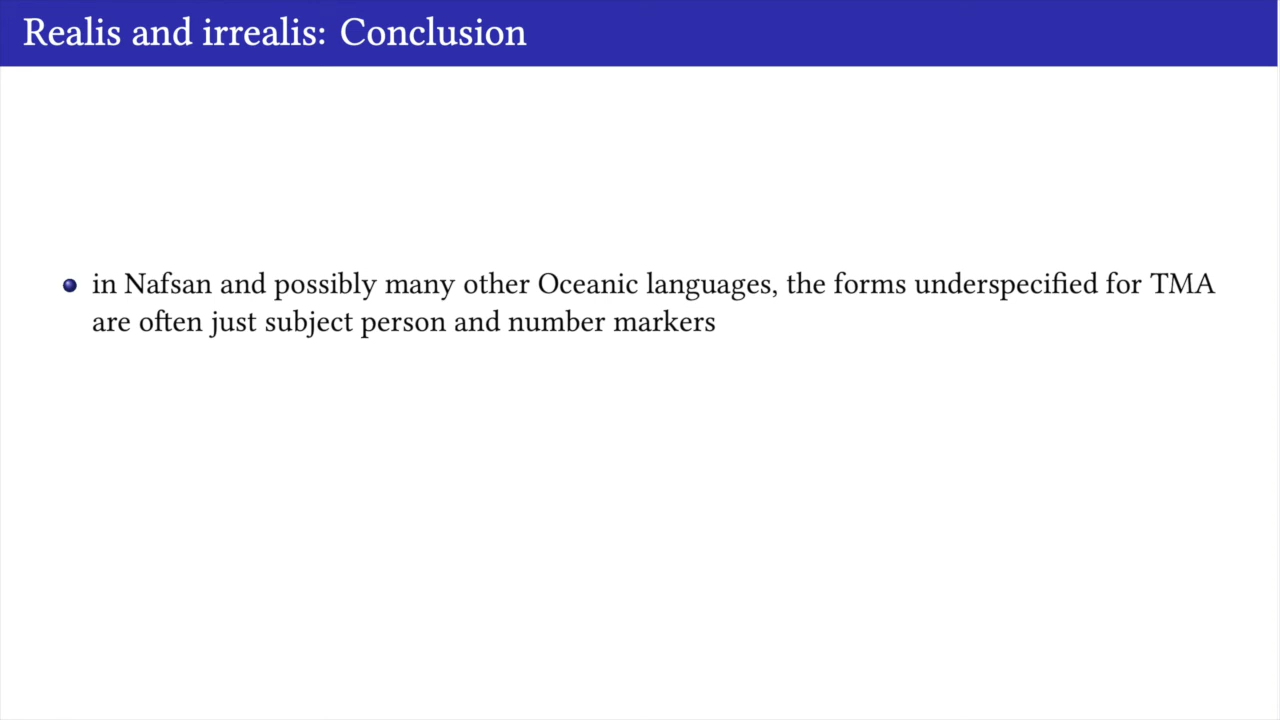 Realis and irrealis: Conclusion
in Nafsan and possibly many other Oceanic languages, the forms underspecified for TMA
are often just subject person and number markers